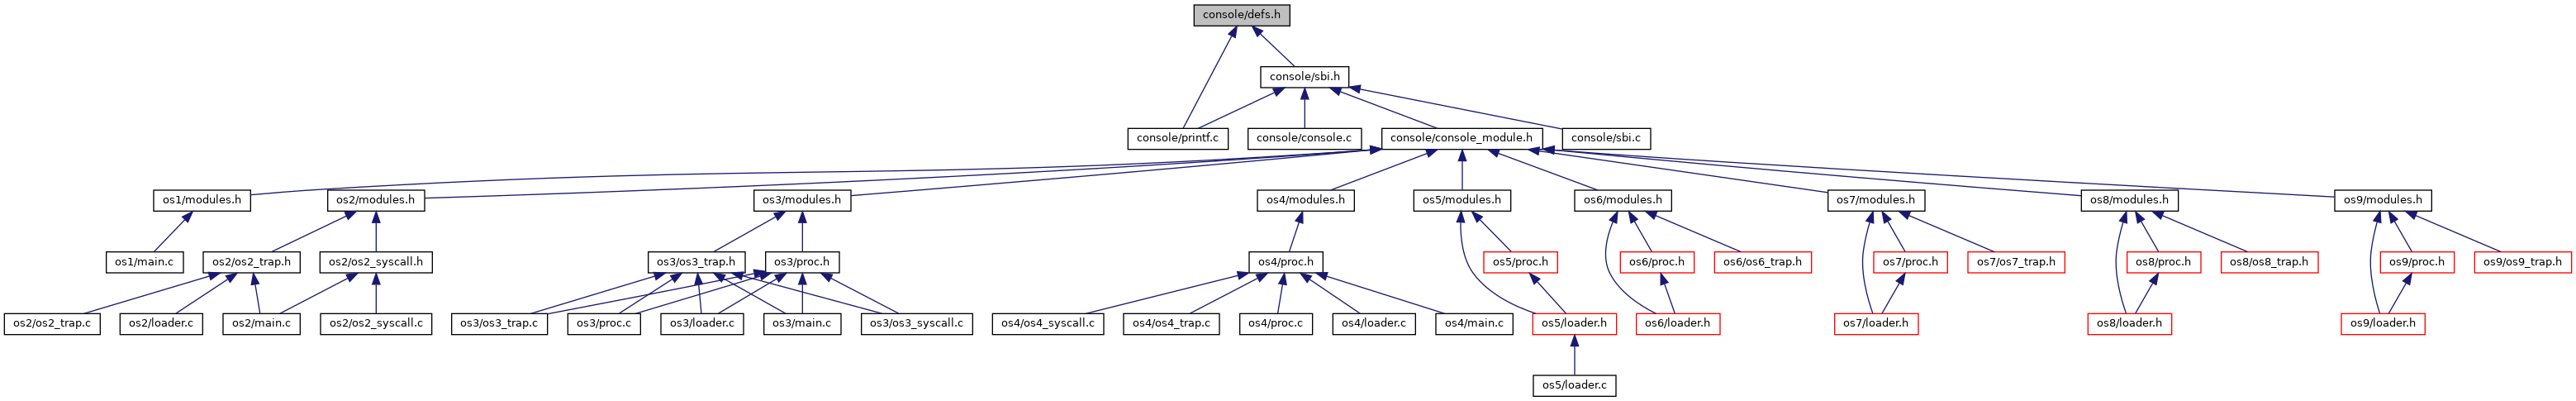 console/defs.h
console/sbi.h
console/printf.c
console/console.c
console/console_module.h
console/sbi.c
os1/modules.h
os2/modules.h
os3/modules.h
os4/modules.h
os5/modules.h
os6/modules.h
os7/modules.h
os8/modules.h
os9/modules.h
os1/main.c
os2/os2_trap.h
os2/os2_syscall.h
os3/os3_trap.h
os3/proc.h
os4/proc.h
os5/proc.h
os6/proc.h
os6/os6_trap.h
os7/proc.h
os7/os7_trap.h
os8/proc.h
os8/os8_trap.h
os9/proc.h
os9/os9_trap.h
os2/os2_trap.c
os2/loader.c
os2/main.c
os2/os2_syscall.c
os3/os3_trap.c
os3/proc.c
os3/loader.c
os3/main.c
os3/os3_syscall.c
os4/os4_syscall.c
os4/os4_trap.c
os4/proc.c
os4/loader.c
os4/main.c
os5/loader.h
os6/loader.h
os7/loader.h
os8/loader.h
os9/loader.h
os5/loader.c